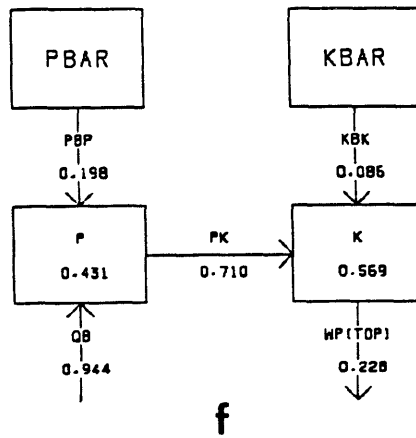 PBAR KBAR
PBP KBK
0.198 0.086
P PK K
0.431 0.710 0.569
QB WP(TOP)
0.944 0.228
f